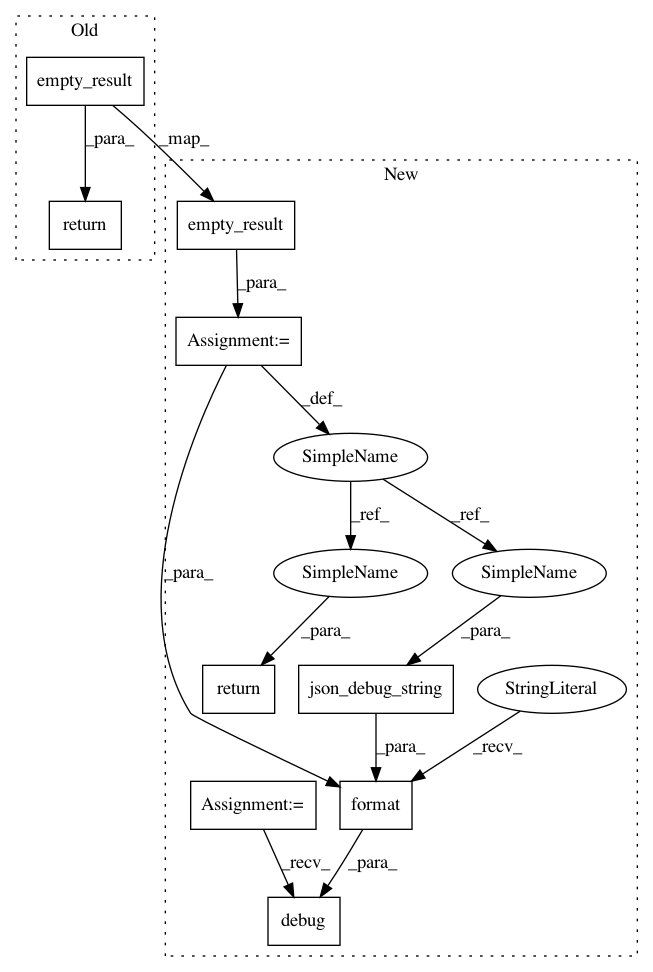 Old
empty_result
_para_
_map_
New
return
empty_result
_para_
Assignment:=
_def_
SimpleName
_ref_
_ref_
_para_
SimpleName
SimpleName
_para_
_para_
return
json_debug_string
StringLiteral
_para_
_recv_
Assignment:=
format
_recv_
_para_
debug